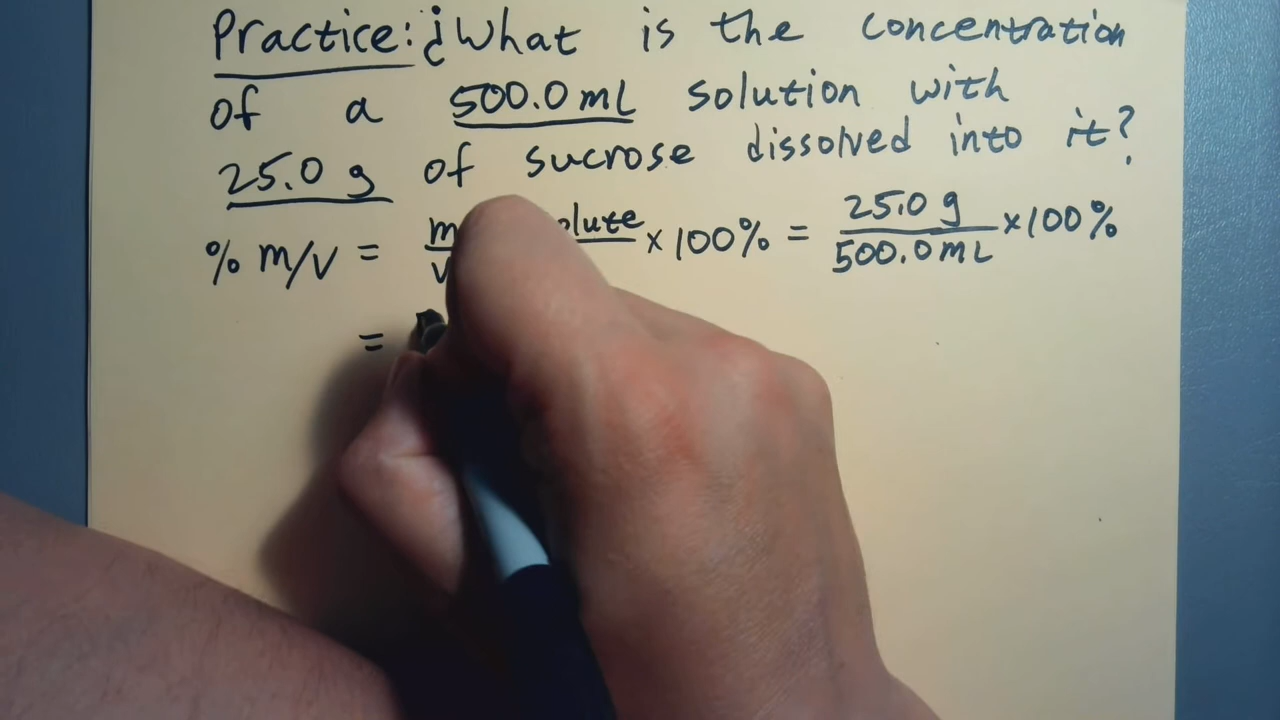 Practice: ¿What is the concentration
of a 500.0 mL solution with
25.0 g of sucrose dissolved into it?
% m/v = × 100% = 25.0 g / 500.0 mL × 100%
=